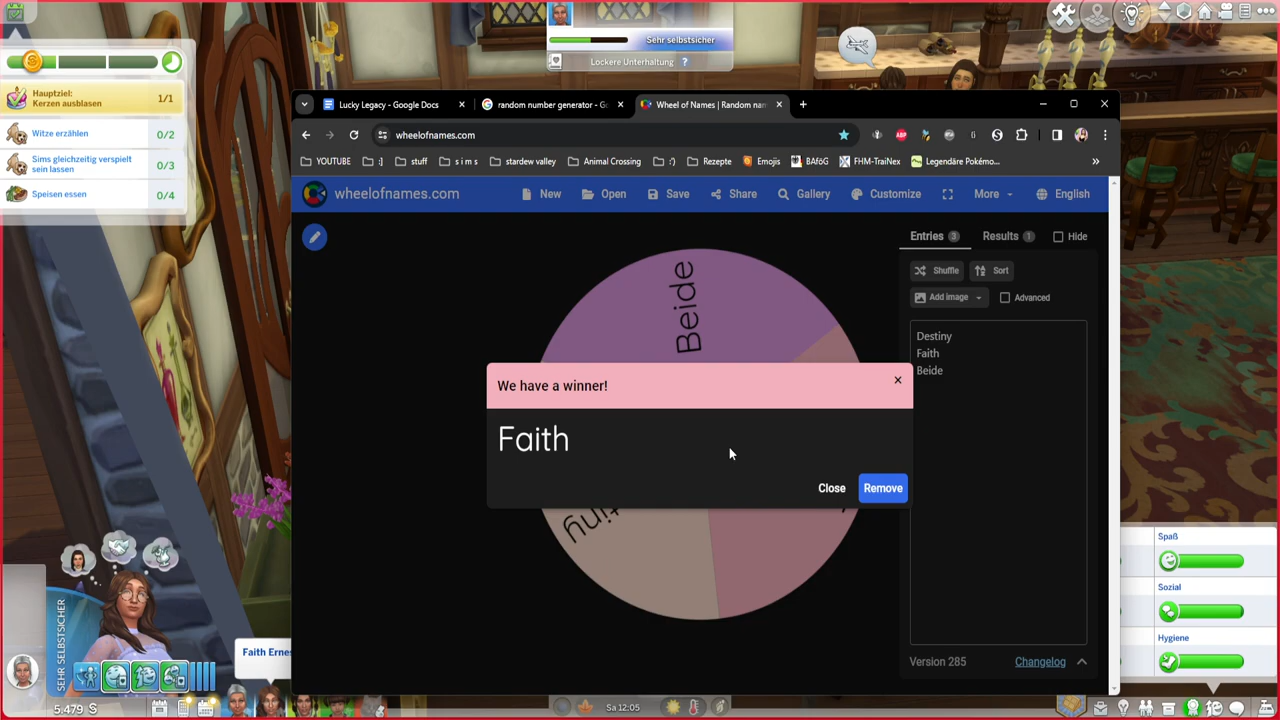 Sehr selbstsicher
Lockere Unterhaltung ?
Hauptziel:
Kerzen ausblasen
1/1
Witze erzählen
0/2
Sims gleichzeitig verspielt
sein lassen
0/3
Speisen essen
0/4
Lucky Legacy - Google Docs
random number generator - Go
Wheel of Names | Random nam
wheelofnames.com
YOUTUBE
:]
stuff
s i m s
stardew valley
Animal Crossing
:')
Rezepte
Emojis
BAföG
FHM-TraiNex
Legendäre Pokémo...
wheelofnames.com
New
Open
Save
Share
Gallery
Customize
More
English
Entries 3
Results 1
Hide
Shuffle
Sort
Add image
Advanced
Destiny
Faith
Beide
Beide
We have a winner!
Faith
Close
Remove
tiny
Version 285
Changelog
SEHR SELBSTSICHER
Faith Ernes
5.479
Sa 12:05
Spaß
Sozial
Hygiene